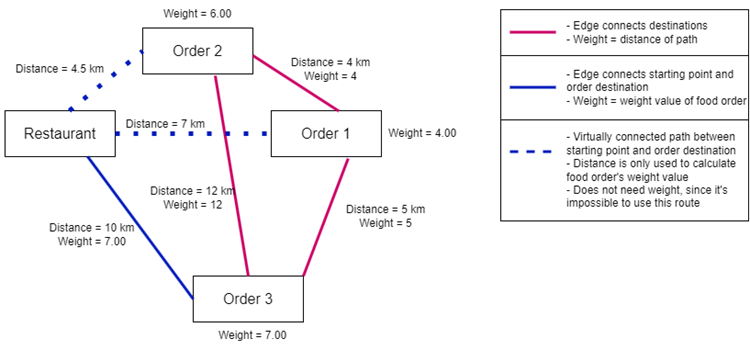 Weight = 6.00
Order 2
Distance = 4.5 km
Distance = 4 km
Weight = 4
Restaurant
Distance = 7 km
Order 1
Weight = 4.00
Distance = 12 km
Weight = 12
Distance = 5 km
Weight = 5
Distance = 10 km
Weight = 7.00
Order 3
Weight = 7.00
- Edge connects destinations
- Weight = distance of path
- Edge connects starting point and
order destination
- Weight = weight value of food order
- Virtually connected path between
starting point and order destination
- Distance is only used to calculate
food order's weight value
- Does not need weight, since it's
impossible to use this route